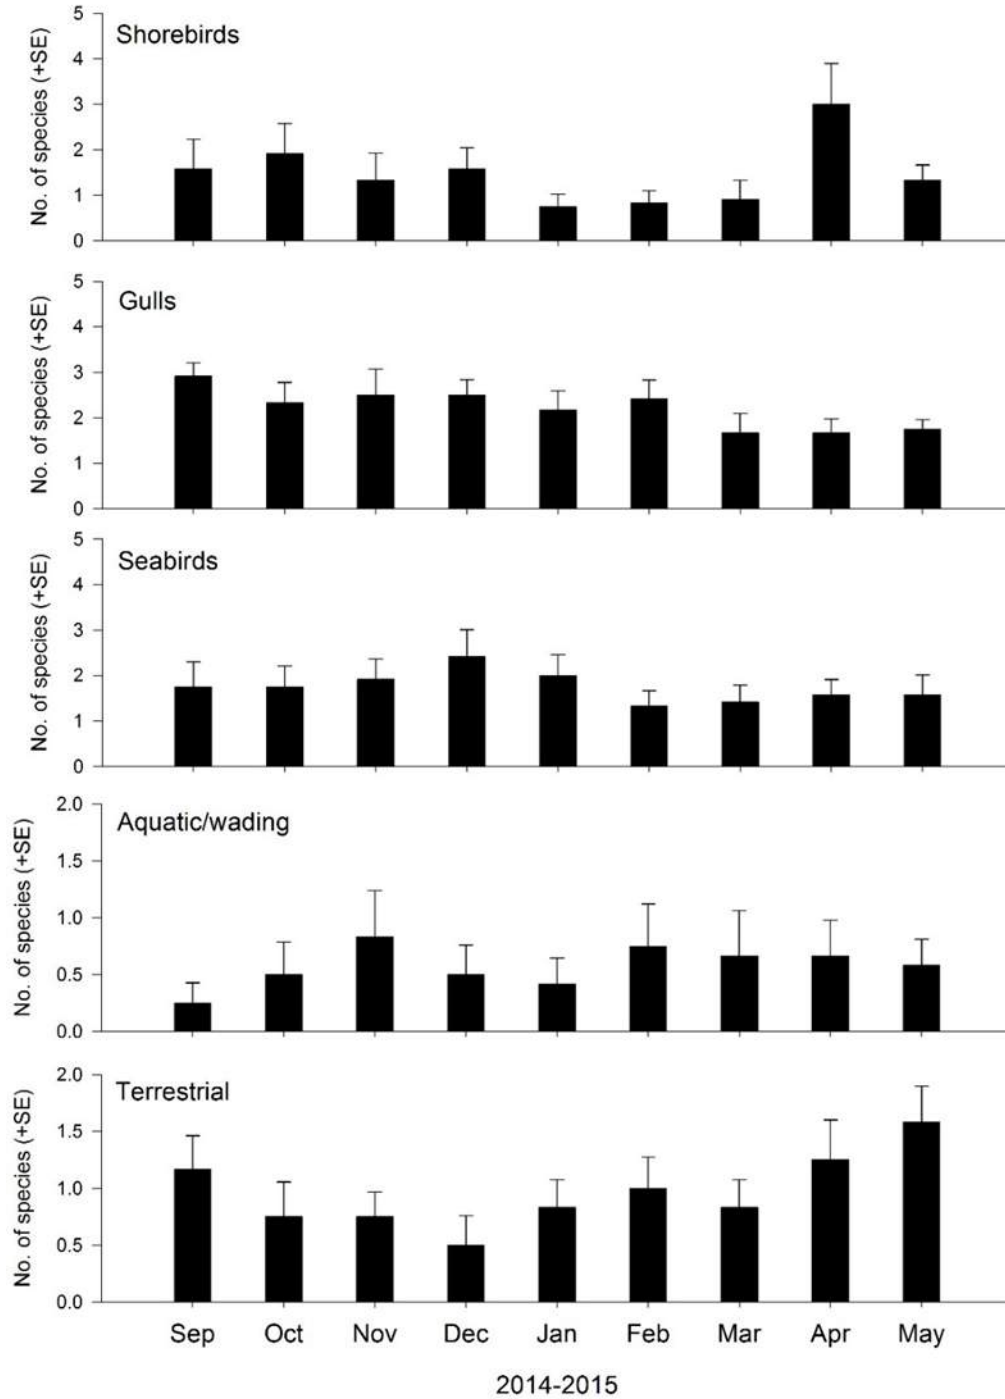 No. of species (+SE)
Shorebirds
5
4
3
2
1
0
No. of species (+SE)
Gulls
5
4
3
2
1
0
No. of species (+SE)
Seabirds
5
4
3
2
1
0
No. of species (+SE)
Aquatic/wading
2.0
1.5
1.0
0.5
0.0
No. of species (+SE)
Terrestrial
2.0
1.5
1.0
0.5
0.0
Sep Oct Nov Dec Jan Feb Mar Apr May
2014-2015